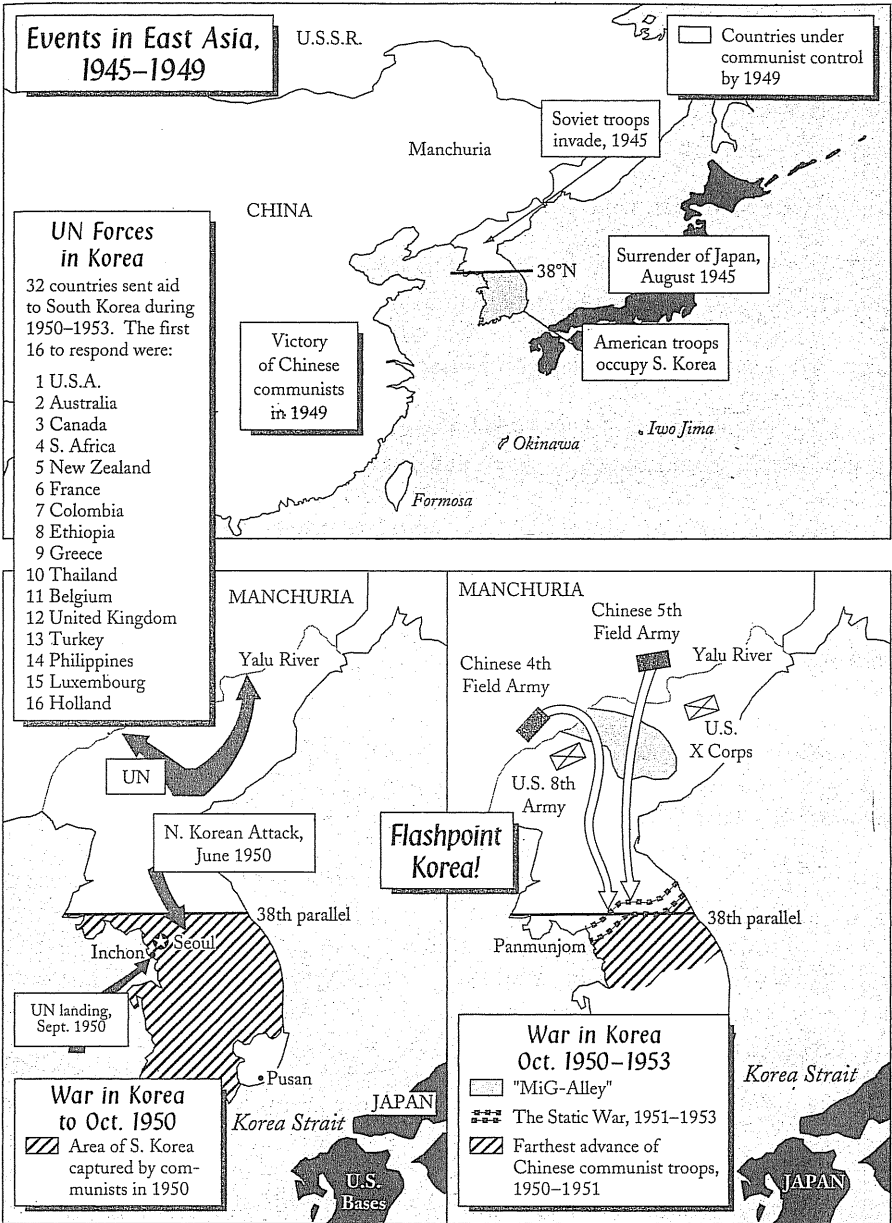 Events in East Asia,
1945–1949
U.S.S.R.
Countries under
communist control
by 1949
Soviet troops
invade, 1945
Manchuria
CHINA
38°N
Surrender of Japan,
August 1945
American troops
occupy S. Korea
Victory
of Chinese
communists
in 1949
Okinawa
Iwo Jima
Formosa
UN Forces
in Korea
32 countries sent aid
to South Korea during
1950–1953. The first
16 to respond were:
1 U.S.A.
2 Australia
3 Canada
4 S. Africa
5 New Zealand
6 France
7 Colombia
8 Ethiopia
9 Greece
10 Thailand
11 Belgium
12 United Kingdom
13 Turkey
14 Philippines
15 Luxembourg
16 Holland
MANCHURIA
Yalu River
UN
N. Korean Attack,
June 1950
38th parallel
Inchon
Seoul
UN landing,
Sept. 1950
Pusan
War in Korea
to Oct. 1950
Area of S. Korea
captured by com-
munists in 1950
Korea Strait
JAPAN
U.S.
Bases
MANCHURIA
Chinese 5th
Field Army
Chinese 4th
Field Army
Yalu River
U.S.
X Corps
U.S. 8th
Army
Flashpoint
Korea!
38th parallel
Panmunjom
War in Korea
Oct. 1950–1953
"MiG-Alley"
The Static War, 1951–1953
Farthest advance of
Chinese communist troops,
1950–1951
Korea Strait
JAPAN